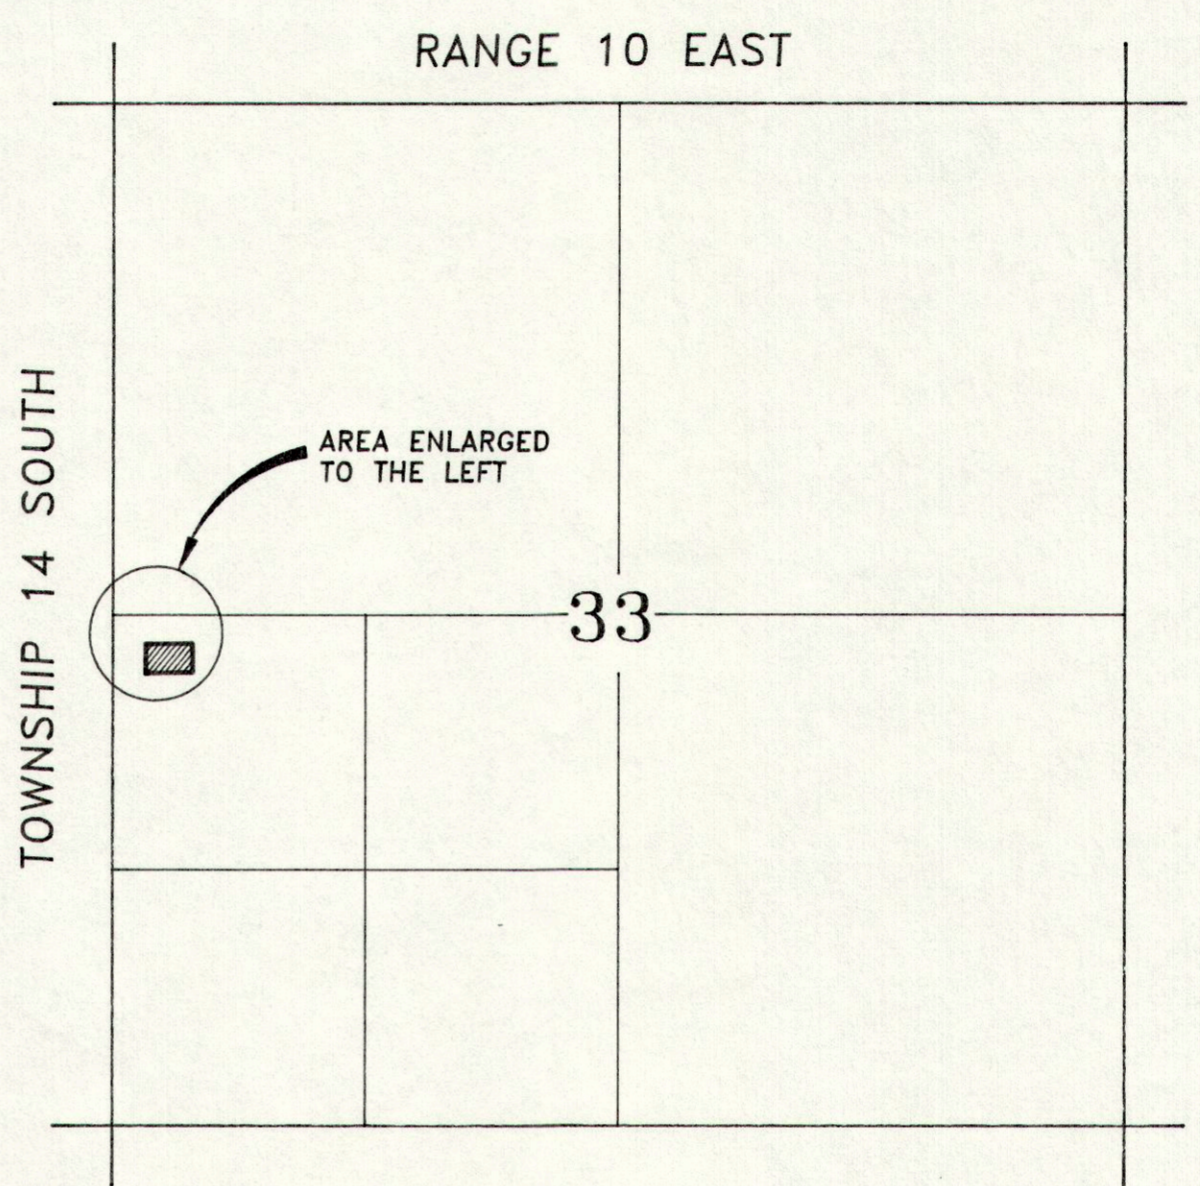 RANGE 10 EAST
TOWNSHIP 14 SOUTH
AREA ENLARGED
TO THE LEFT
33